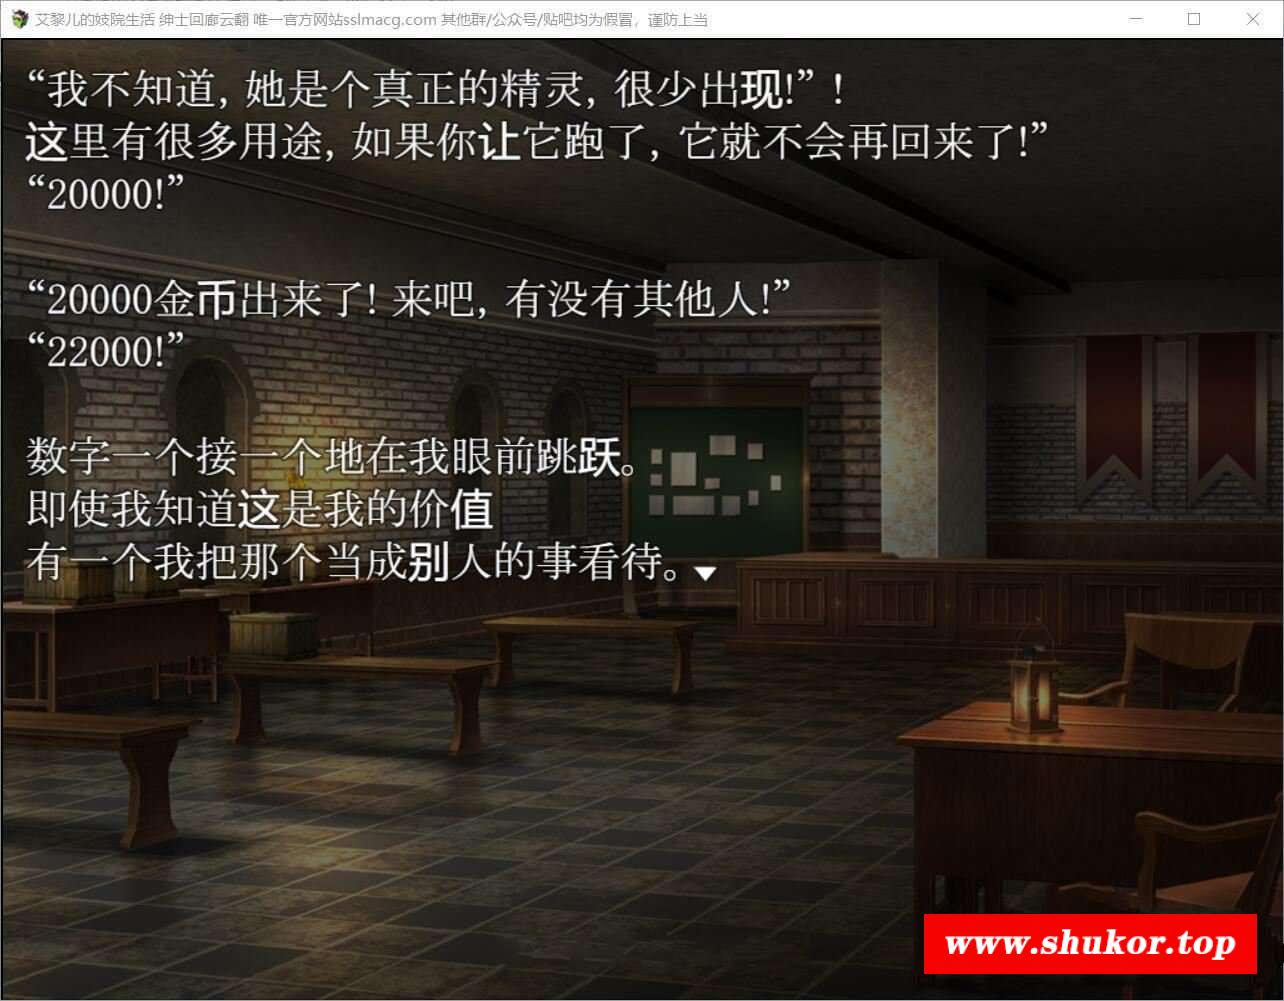 艾黎儿的妓院生活 绅士回廊云翻 唯一官方网站sslmacg.com 其他群/公众号/贴吧均为假冒，谨防上当
“我不知道, 她是个真正的精灵, 很少出现!” !
这里有很多用途, 如果你让它跑了, 它就不会再回来了!”
“20000!”
“20000金币出来了! 来吧, 有没有其他人!”
“22000!”
数字一个接一个地在我眼前跳跃。
即使我知道这是我的价值
有一个我把那个当成别人的事看待。
www.shukor.top